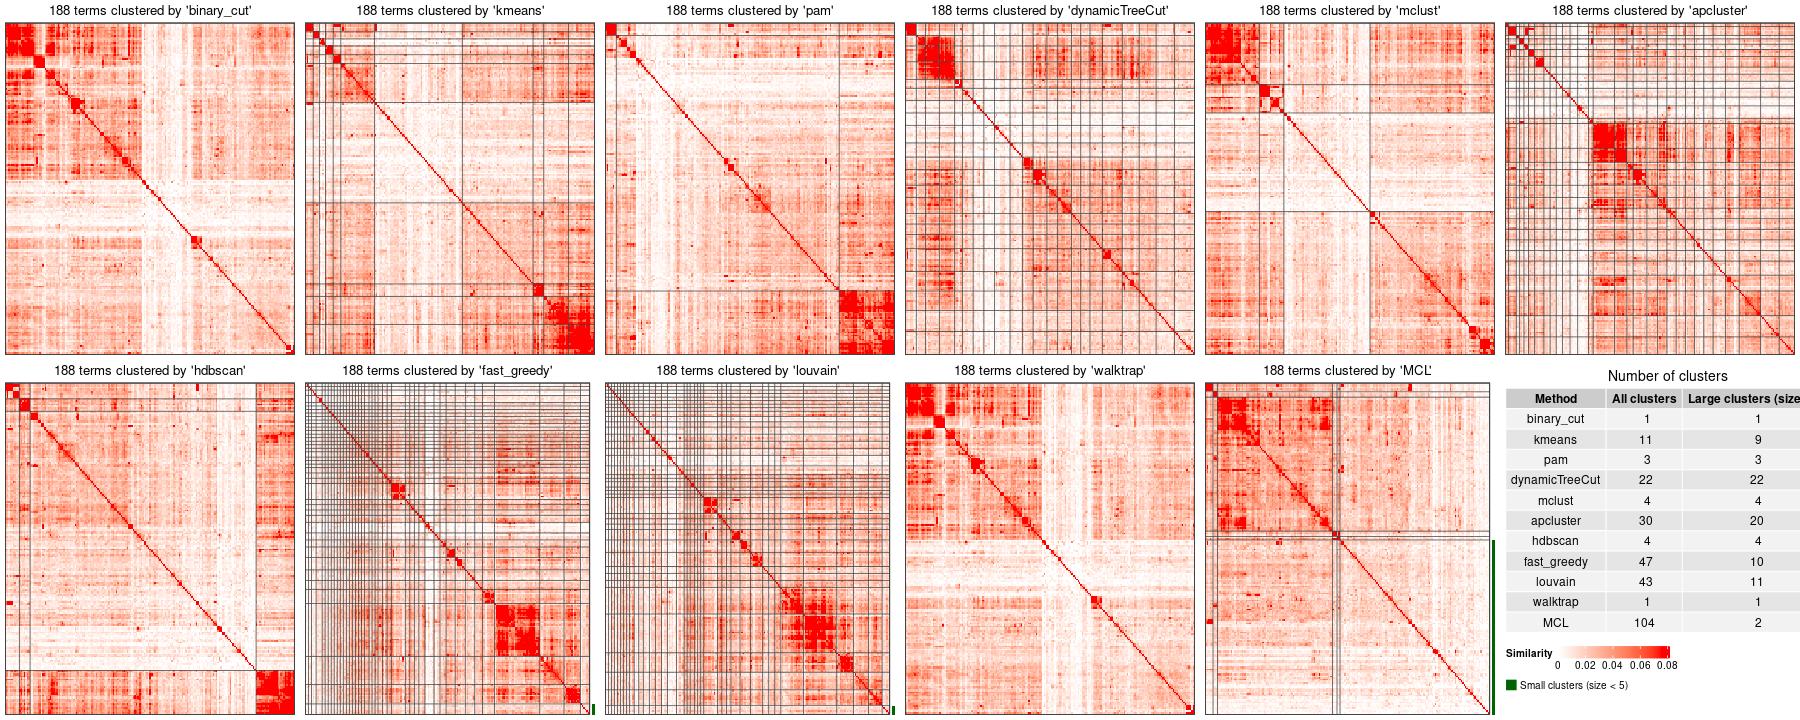 188 terms clustered by 'binary_cut'
188 terms clustered by 'kmeans'
188 terms clustered by 'pam'
188 terms clustered by 'dynamicTreeCut'
188 terms clustered by 'mclust'
188 terms clustered by 'apcluster'
188 terms clustered by 'hdbscan'
188 terms clustered by 'fast_greedy'
188 terms clustered by 'louvain'
188 terms clustered by 'walktrap'
188 terms clustered by 'MCL'
Number of clusters
Method All clusters Large clusters (size
binary_cut 1 1
kmeans 11 9
pam 3 3
dynamicTreeCut 22 22
mclust 4 4
apcluster 30 20
hdbscan 4 4
fast_greedy 47 10
louvain 43 11
walktrap 1 1
MCL 104 2
Similarity
0 0.02 0.04 0.06 0.08
Small clusters (size < 5)